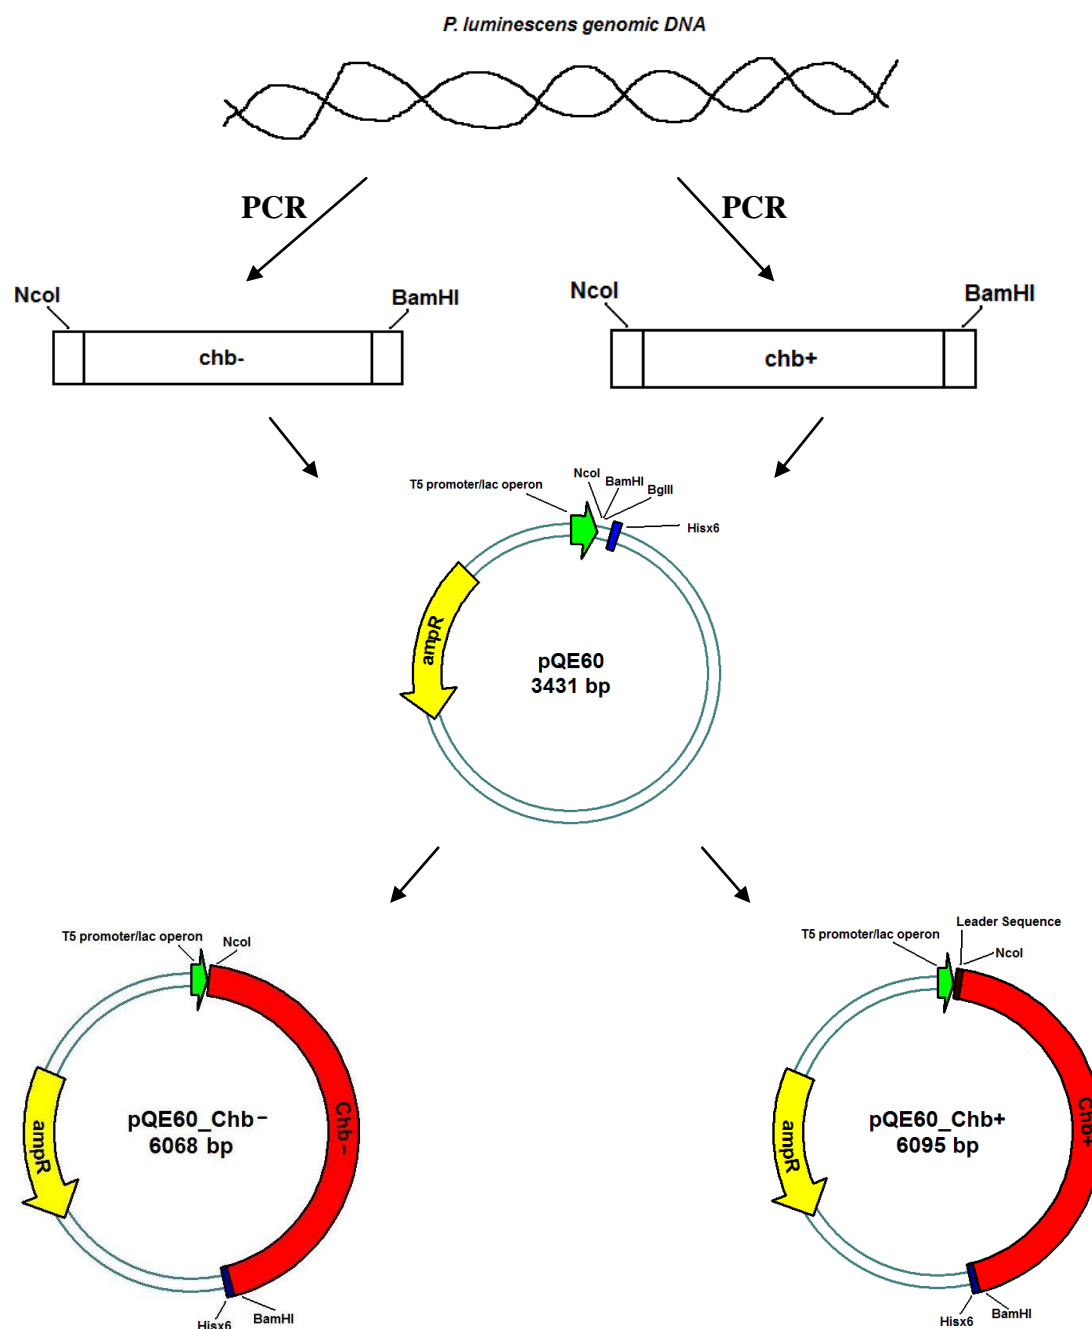 P. luminescens genomic DNA
PCR
PCR
NcoI
BamHI
NcoI
BamHI
chb-
chb+
T5 promoter/lac operon
NcoI
BamHI
BglII
Hisx6
ampR
pQE60
3431 bp
T5 promoter/lac operon
NcoI
ampR
pQE60_Chb-
6068 bp
Chb-
Hisx6
BamHI
T5 promoter/lac operon
Leader Sequence
NcoI
ampR
pQE60_Chb+
6095 bp
Chb+
Hisx6
BamHI